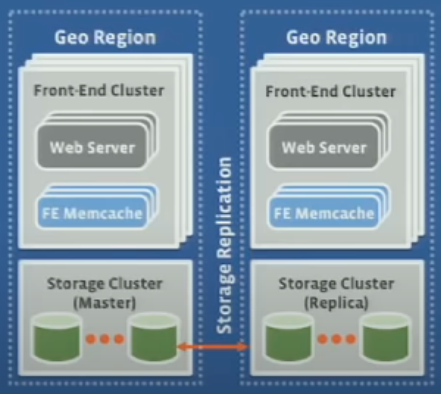 Geo Region
Front-End Cluster
Web Server
FE Memcache
Storage Cluster
(Master)
Storage Replication
Geo Region
Front-End Cluster
Web Server
FE Memcache
Storage Cluster
(Replica)